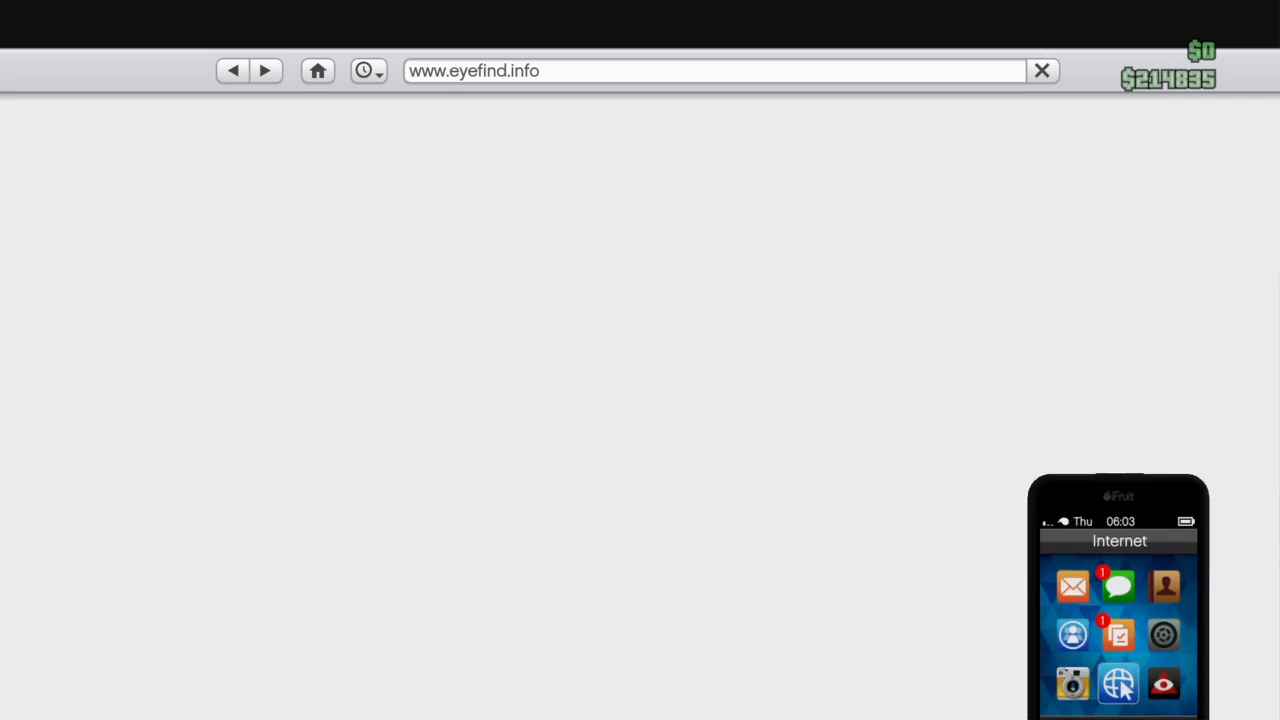 $0
www.eyefind.info
$214835
iFruit
Thu 06:03
Internet
1
1